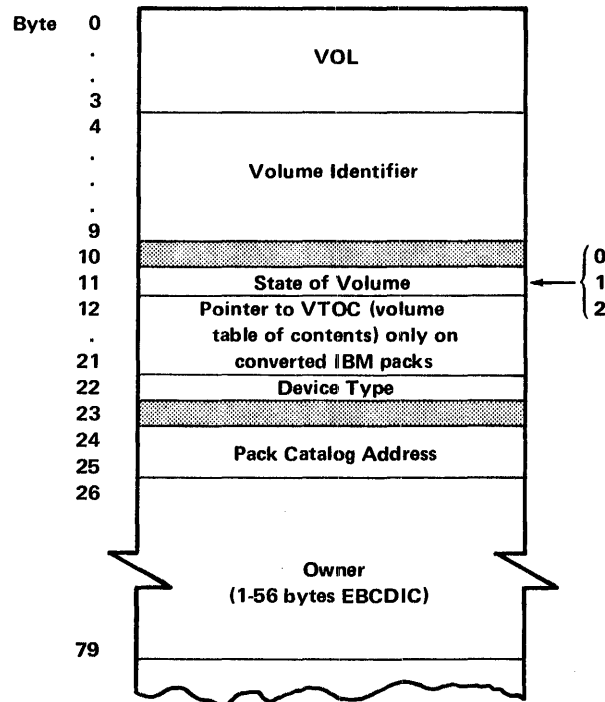 Byte 0
.
VOL
.
3
4
.
Volume Identifier
.
.
9
10
0
11 State of Volume 1
12 Pointer to VTOC (volume 2
. table of contents) only on
21 converted IBM packs
22 Device Type
23
24
Pack Catalog Address
25
26
Owner
(1-56 bytes EBCDIC)
79